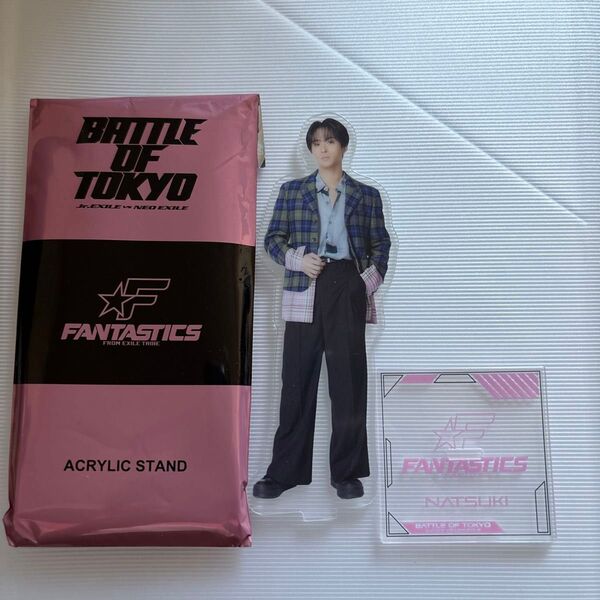 BATTLE
OF
TOKYO
Jr.EXILE VS NEO EXILE
F
FANTASTICS
FROM EXILE TRIBE
ACRYLIC STAND
F
FANTASTICS
NATSUKI
BATTLE OF TOKYO